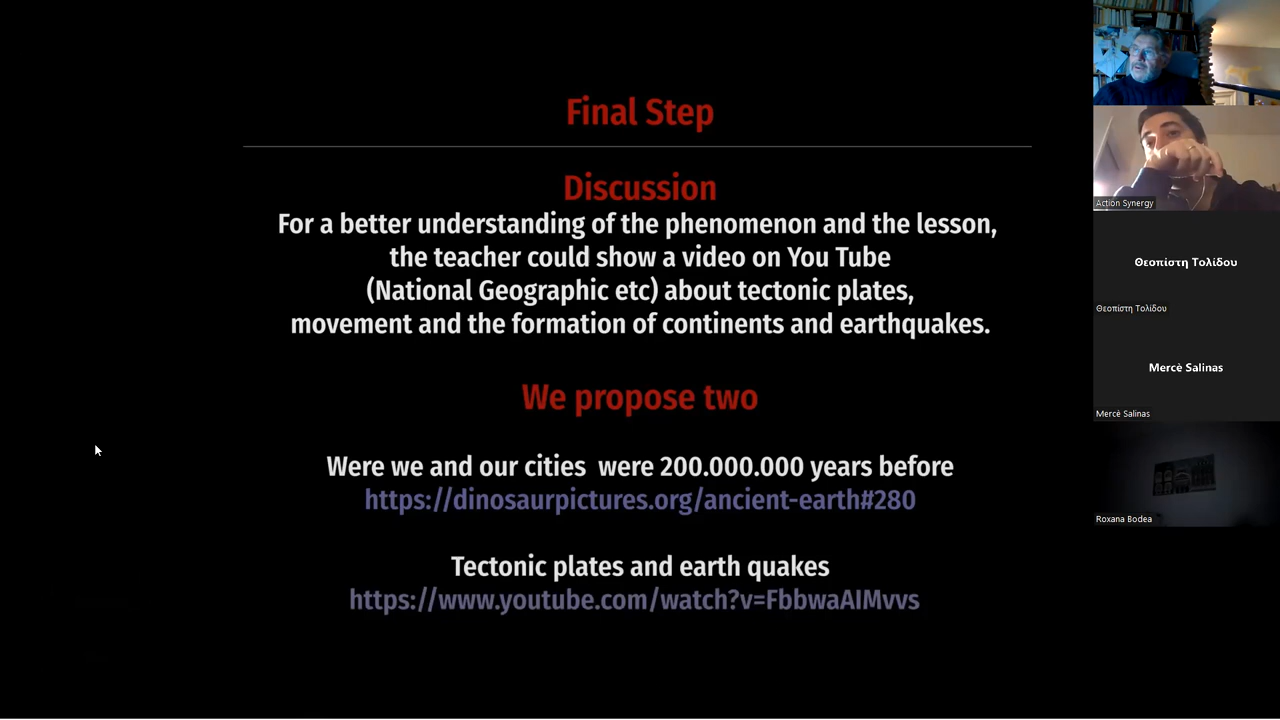 Final Step
Discussion
For a better understanding of the phenomenon and the lesson,
the teacher could show a video on You Tube
(National Geographic etc) about tectonic plates,
movement and the formation of continents and earthquakes.
We propose two
Were we and our cities were 200.000.000 years before
https://dinosaurpictures.org/ancient-earth#280
Tectonic plates and earth quakes
https://www.youtube.com/watch?v=FbbwaAIMvvs
Action Synergy
Θεοπίστη Τολίδου
Θεοπίστη Τολίδου
Mercè Salinas
Mercè Salinas
Roxana Bodea